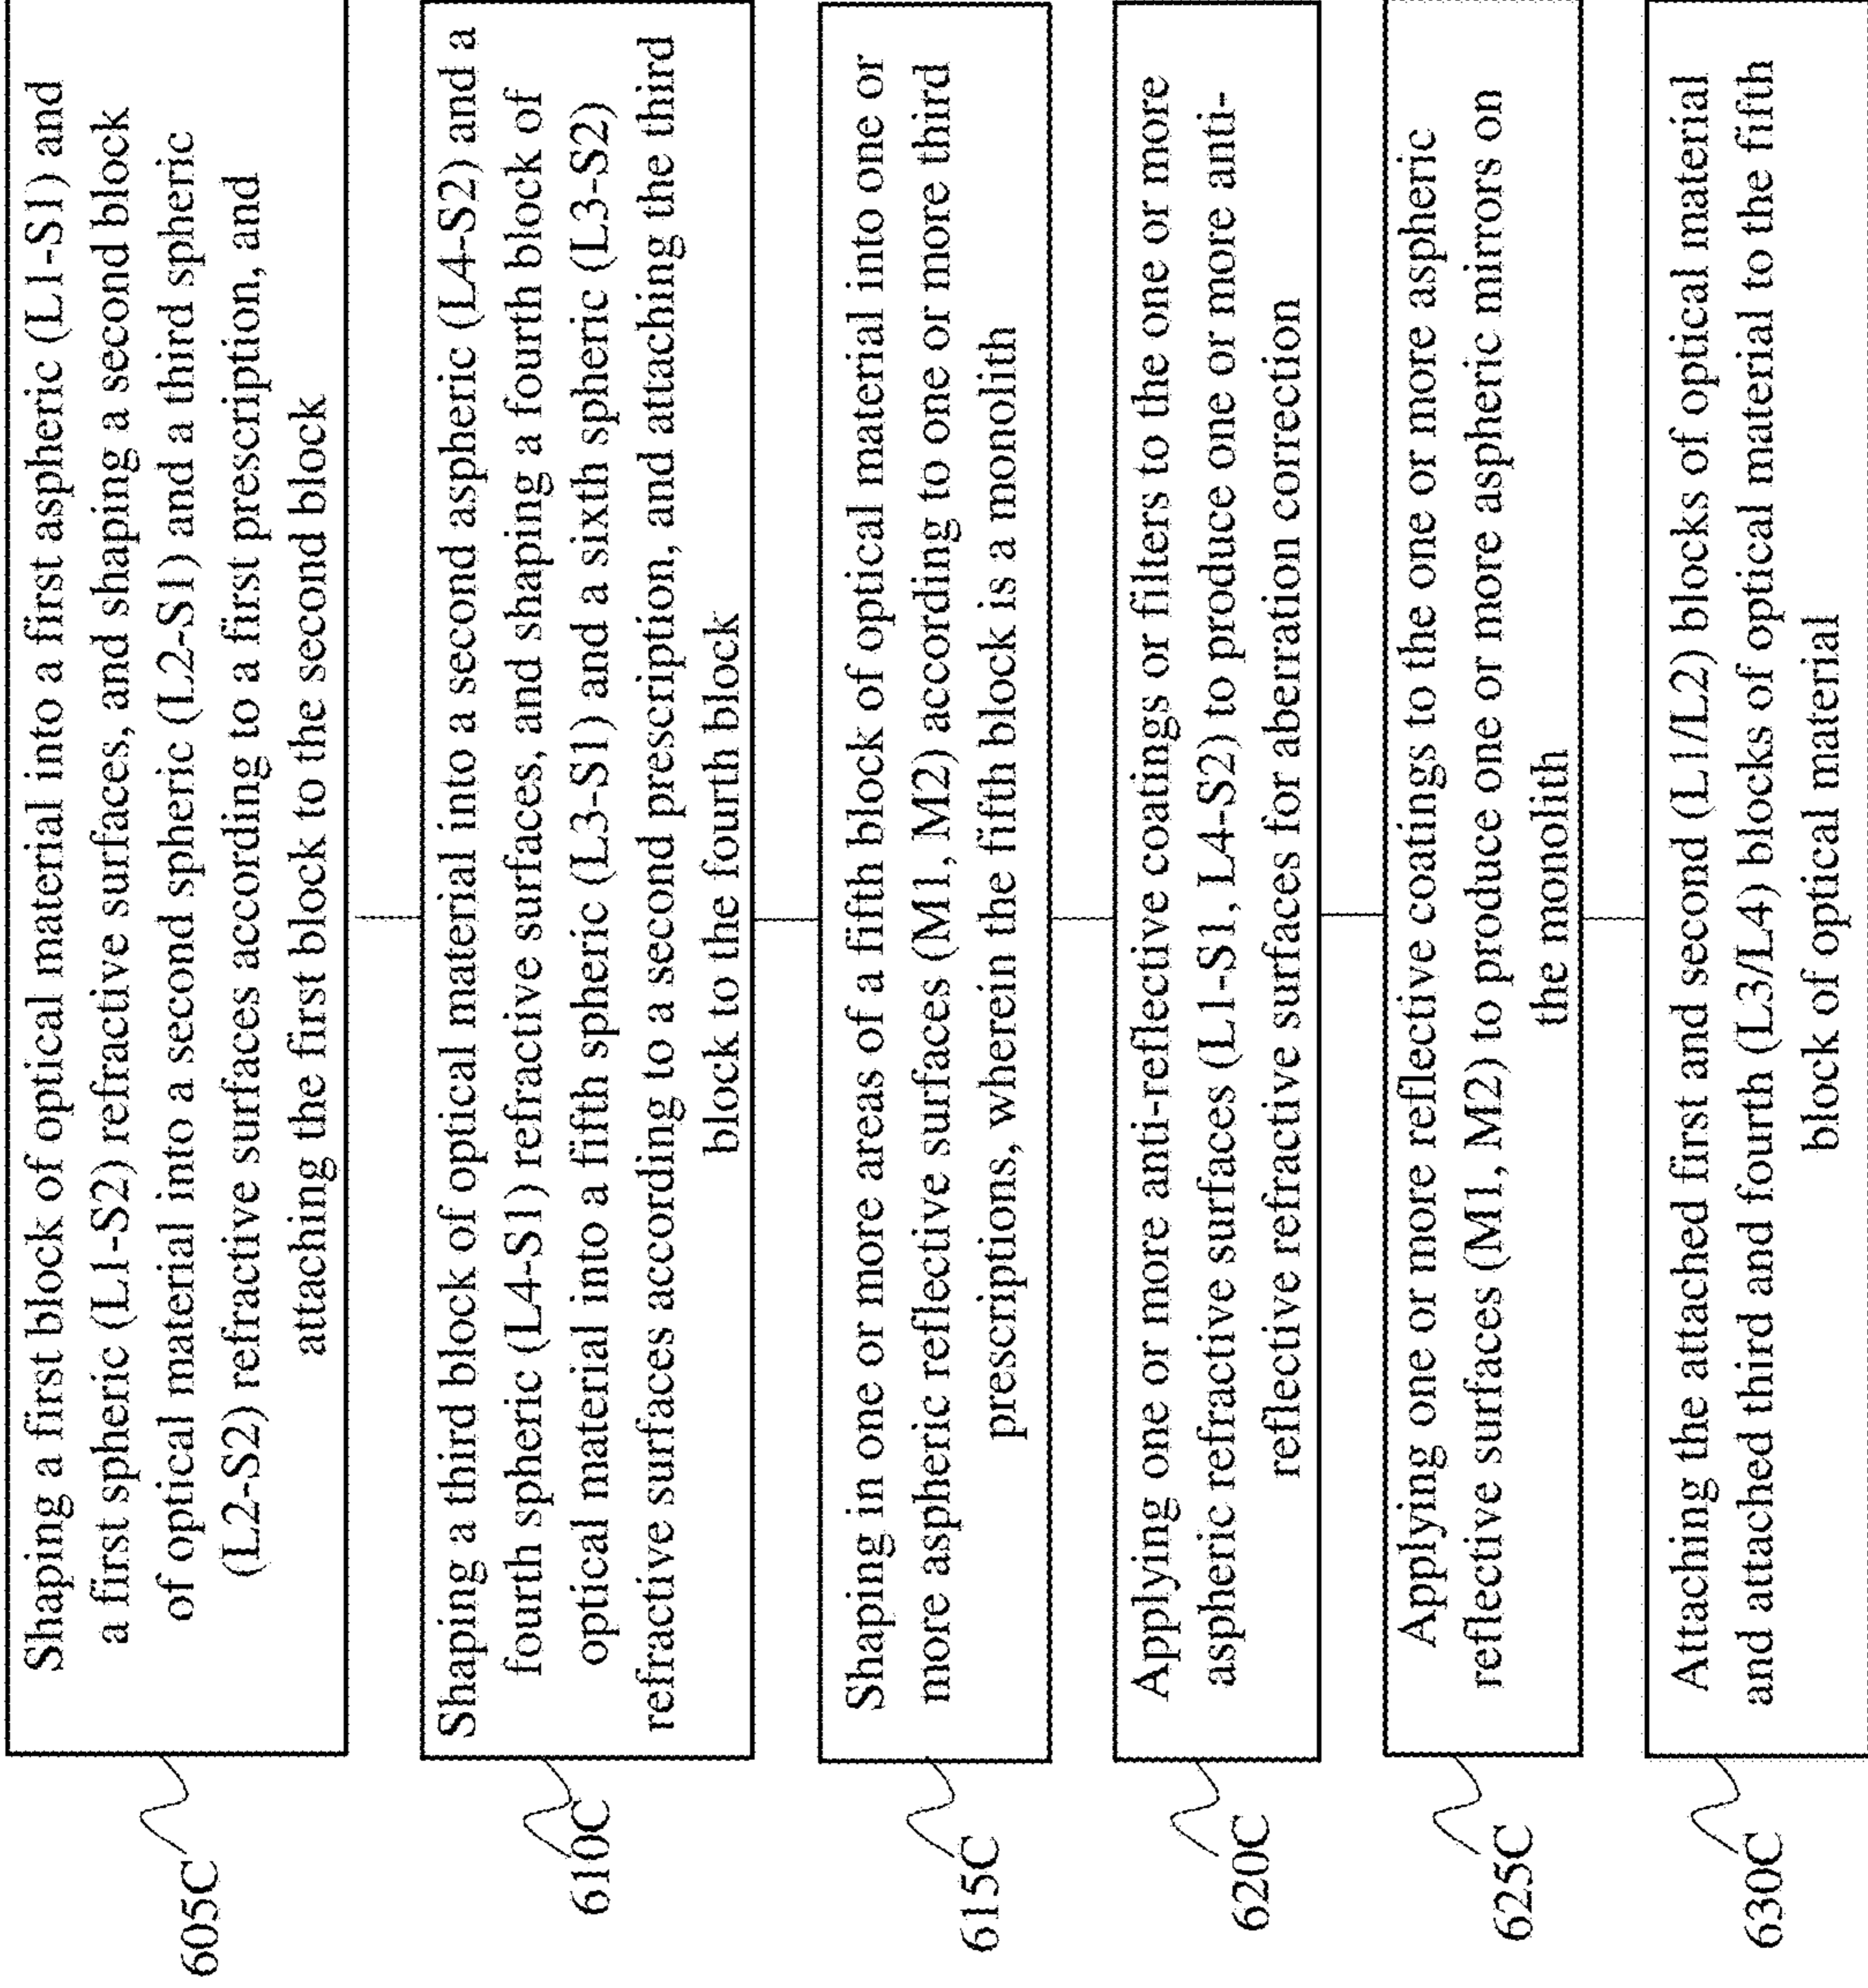 Shaping a first block of optical material into a first aspheric (L1-S1) and
a first spheric (L1-S2) refractive surfaces, and shaping a second block
of optical material into a second spheric (L2-S1) and a third spheric
(L2-S2) refractive surfaces according to a first prescription, and
attaching the first block to the second block
605C
Shaping a third block of optical material into a second aspheric (L4-S2) and a
fourth spheric (L4-S1) refractive surfaces, and shaping a fourth block of
optical material into a fifth spheric (L3-S1) and a sixth spheric (L3-S2)
refractive surfaces according to a second prescription, and attaching the third
block to the fourth block
610C
Shaping in one or more areas of a fifth block of optical material into one or
more aspheric reflective surfaces (M1, M2) according to one or more third
prescriptions, wherein the fifth block is a monolith
615C
Applying one or more anti-reflective coatings or filters to the one or more
aspheric refractive surfaces (L1-S1, L4-S2) to produce one or more anti-
reflective refractive surfaces for aberration correction
620C
Applying one or more reflective coatings to the one or more aspheric
reflective surfaces (M1, M2) to produce one or more aspheric mirrors on
the monolith
625C
Attaching the attached first and second (L1/L2) blocks of optical material
and attached third and fourth (L3/L4) blocks of optical material to the fifth
block of optical material
630C